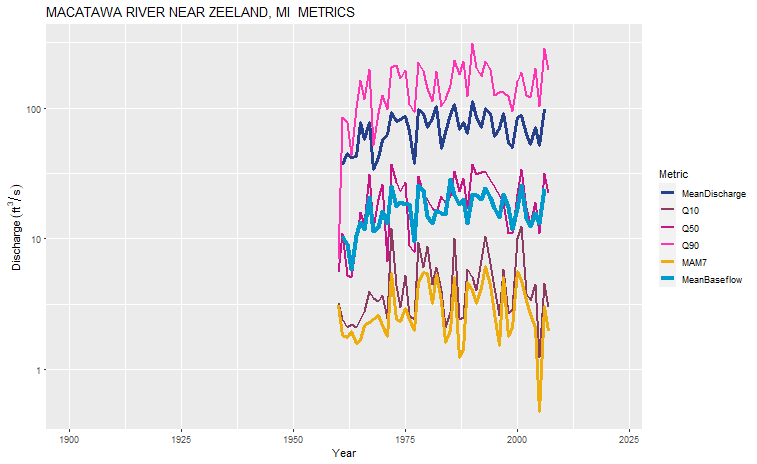 MACATAWA RIVER NEAR ZEELAND, MI  METRICS
Discharge (ft³/s)
100
10
1
1900
1925
1950
1975
2000
2025
Year
Metric
MeanDischarge
Q10
Q50
Q90
MAM7
MeanBaseflow